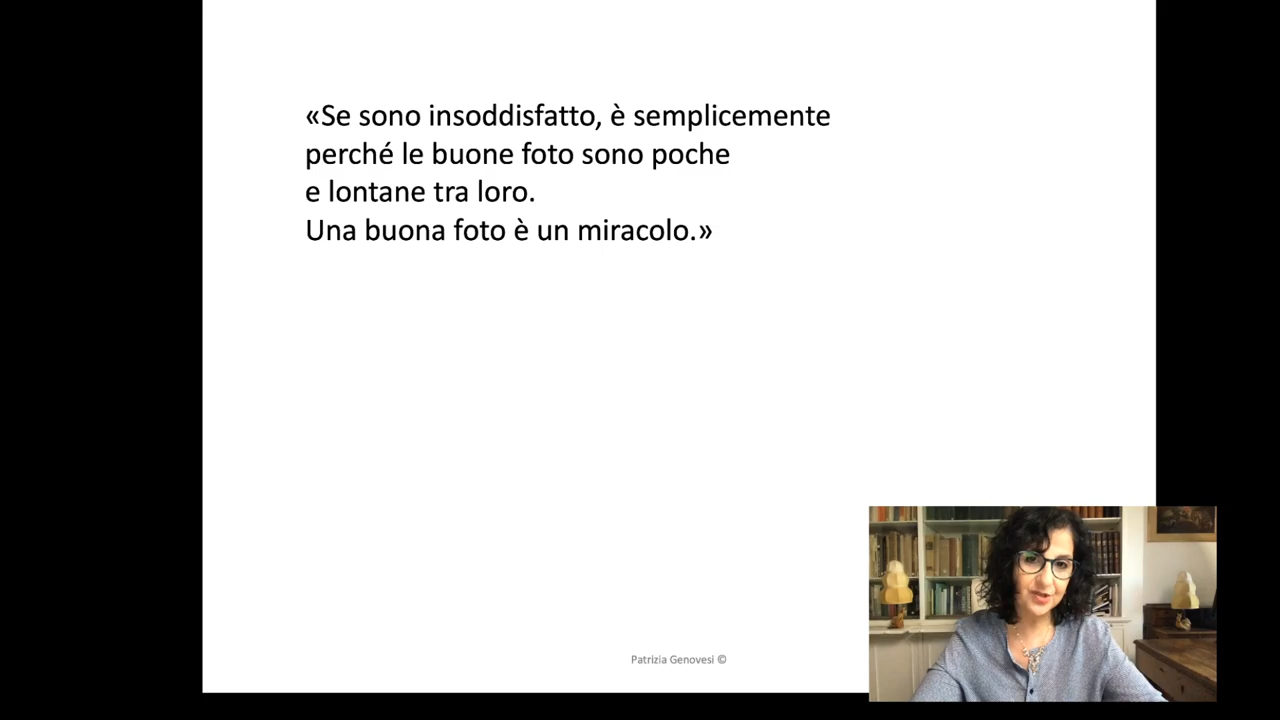 «Se sono insoddisfatto, è semplicemente
perché le buone foto sono poche
e lontane tra loro.
Una buona foto è un miracolo.»
Patrizia Genovesi ©